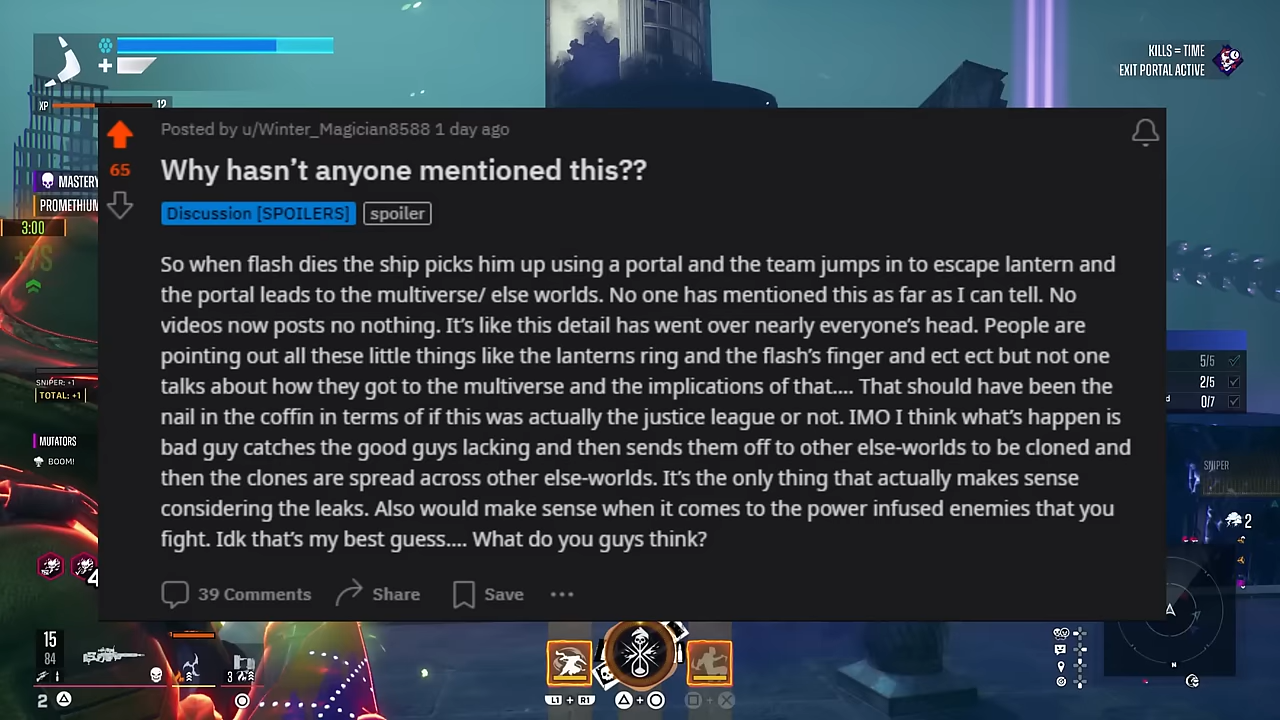 KILLS = TIME
EXIT PORTAL ACTIVE
XP
12
MASTERY
PROMETHIUM
3:00
+7S
Posted by u/Winter_Magician8588 1 day ago
65
Why hasn’t anyone mentioned this??
Discussion [SPOILERS] spoiler
So when flash dies the ship picks him up using a portal and the team jumps in to escape lantern and
the portal leads to the multiverse/ else worlds. No one has mentioned this as far as I can tell. No
videos now posts no nothing. It’s like this detail has went over nearly everyone’s head. People are
pointing out all these little things like the lanterns ring and the flash’s finger and ect ect but not one
talks about how they got to the multiverse and the implications of that.... That should have been the
nail in the coffin in terms of if this was actually the justice league or not. IMO I think what’s happen is
bad guy catches the good guys lacking and then sends them off to other else-worlds to be cloned and
then the clones are spread across other else-worlds. It’s the only thing that actually makes sense
considering the leaks. Also would make sense when it comes to the power infused enemies that you
fight. Idk that’s my best guess.... What do you guys think?
39 Comments Share Save
5/5
2/5
0/7
SNIPER: +1
TOTAL: +1
MUTATORS
BOOM!
SNIPER
2
4
15
84
3
2
L1 + R1
N